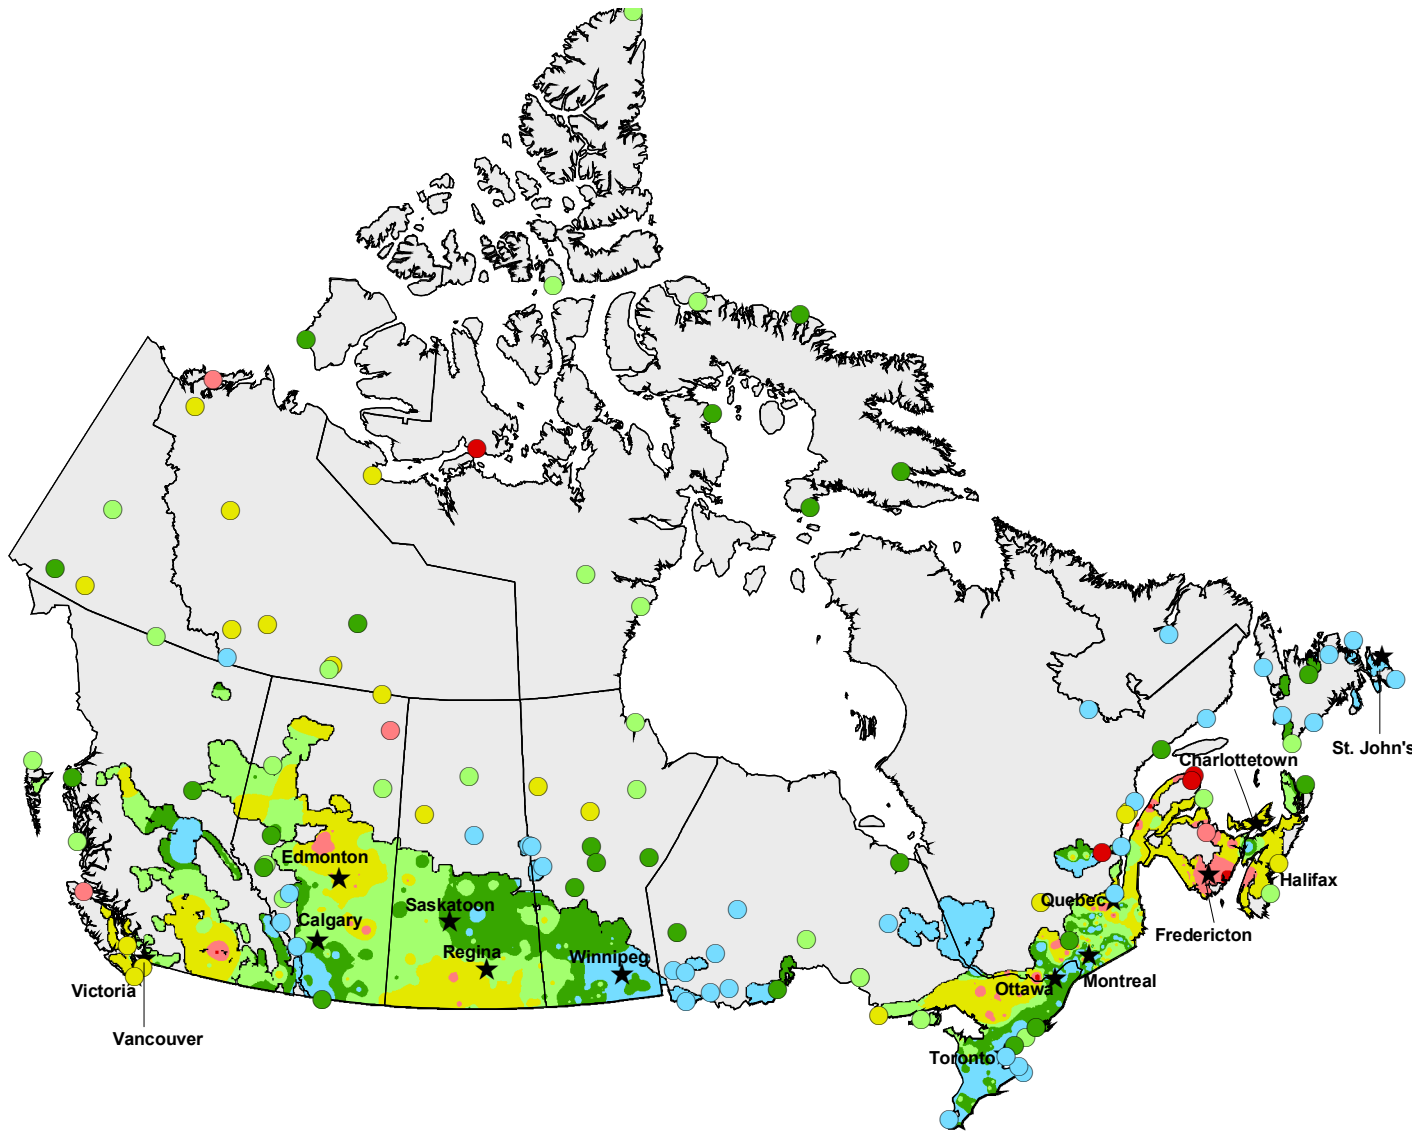 St. John's
Charlottetown
Edmonton
Halifax
Quebec
Saskatoon
Calgary
Fredericton
Regina
Winnipeg
Montreal
Ottawa
Victoria
Vancouver
Toronto